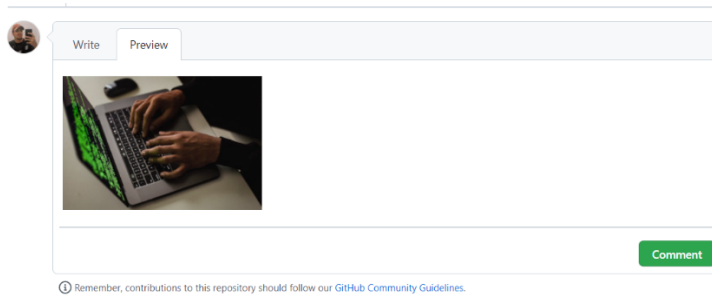 Write
Preview
Comment
Remember, contributions to this repository should follow our GitHub Community Guidelines.